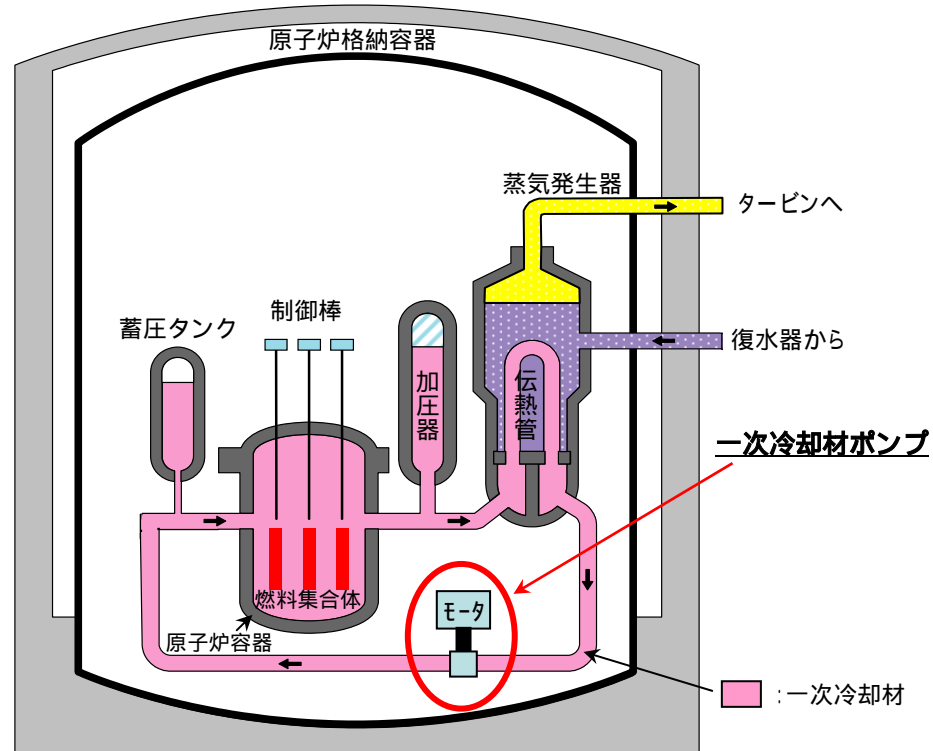 原子炉格納容器
蒸気発生器
タービンへ
制御棒
蓄圧タンク
復水器から
加圧器
伝熱管
一次冷却材ポンプ
燃料集合体
モータ
原子炉容器
:一次冷却材